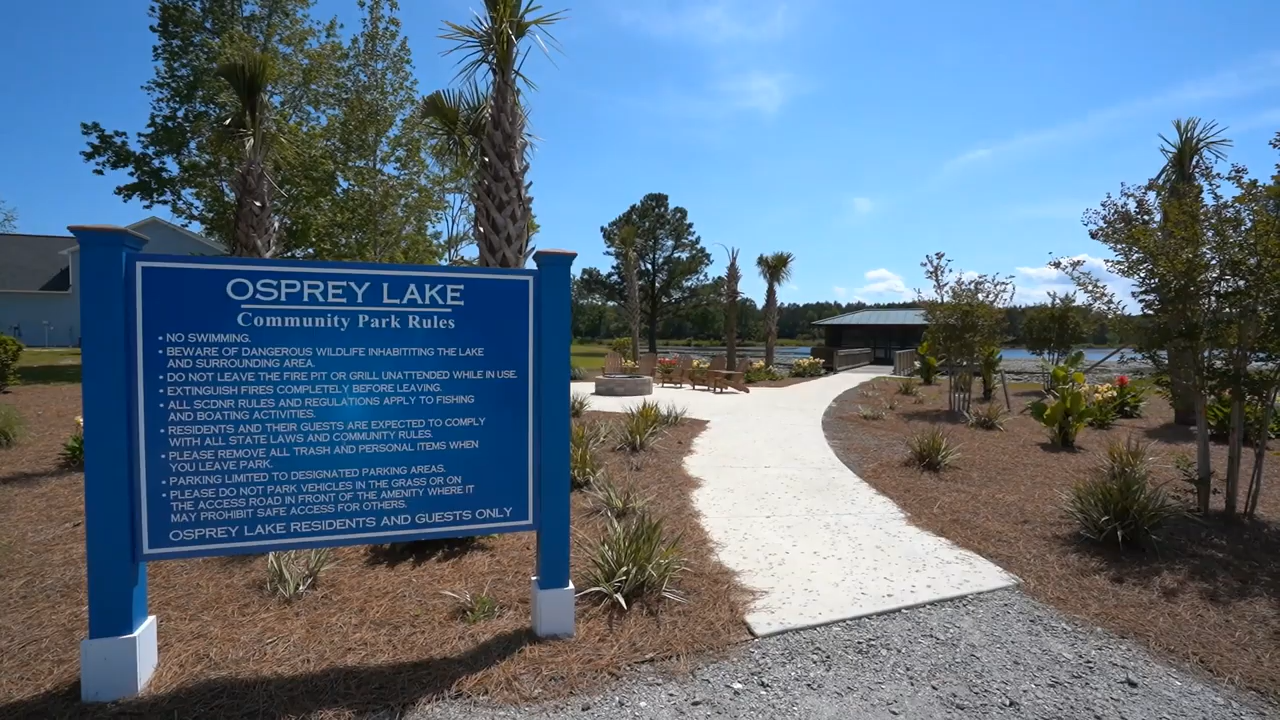 OSPREY LAKE
Community Park Rules
• NO SWIMMING.
• BEWARE OF DANGEROUS WILDLIFE INHABITITING THE LAKE
AND SURROUNDING AREA.
• DO NOT LEAVE THE FIRE PIT OR GRILL UNATTENDED WHILE IN USE.
• EXTINGUISH FIRES COMPLETELY BEFORE LEAVING.
• ALL SCDNR RULES AND REGULATIONS APPLY TO FISHING
AND BOATING ACTIVITIES.
• RESIDENTS AND THEIR GUESTS ARE EXPECTED TO COMPLY
WITH ALL STATE LAWS AND COMMUNITY RULES.
• PLEASE REMOVE ALL TRASH AND PERSONAL ITEMS WHEN
YOU LEAVE PARK.
• PARKING LIMITED TO DESIGNATED PARKING AREAS.
• PLEASE DO NOT PARK VEHICLES IN THE GRASS OR ON
THE ACCESS ROAD IN FRONT OF THE AMENITY WHERE IT
MAY PROHIBIT SAFE ACCESS FOR OTHERS.
OSPREY LAKE RESIDENTS AND GUESTS ONLY